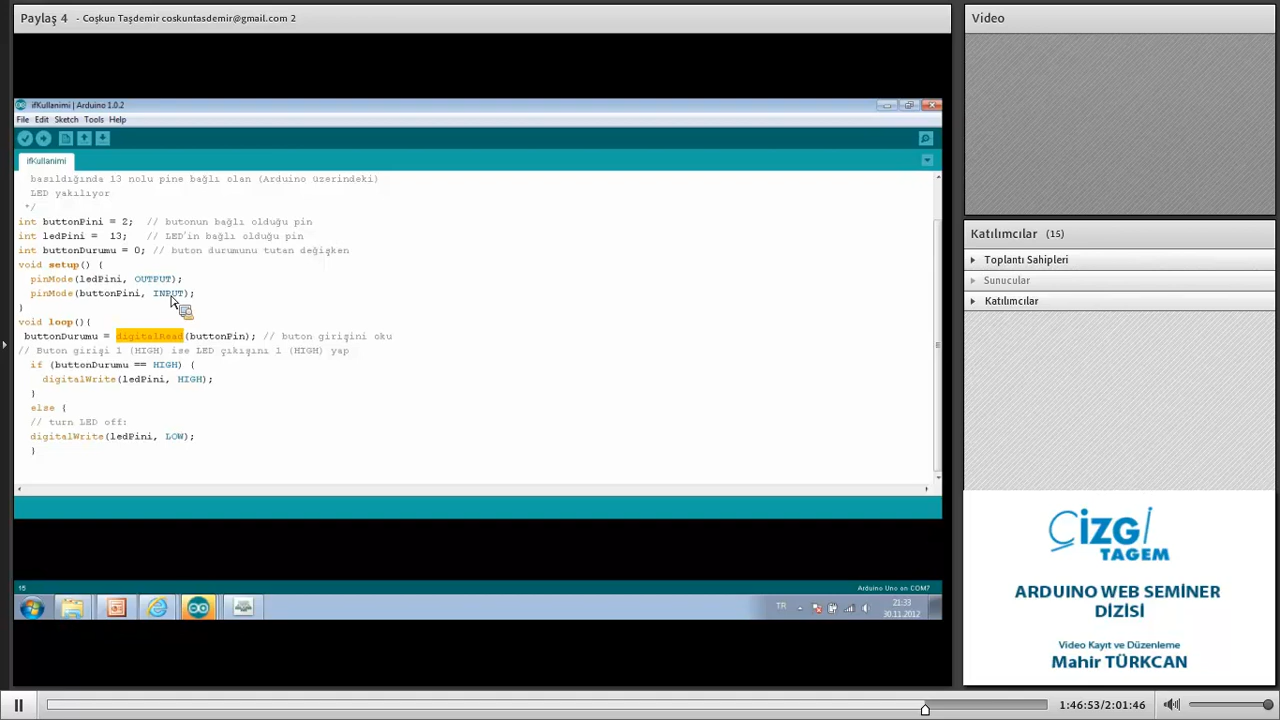 Paylaş 4 - Coşkun Taşdemir coskuntasdemir@gmail.com 2
Video
ifKullanimi | Arduino 1.0.2
File Edit Sketch Tools Help
ifKullanimi
basıldığında 13 nolu pine bağlı olan (Arduino üzerindeki)
LED yakılıyor
*/
int buttonPini = 2;  // butonun bağlı olduğu pin
int ledPini =  13;   // LED'in bağlı olduğu pin
int buttonDurumu = 0; // buton durumunu tutan değişken
void setup() {
pinMode(ledPini, OUTPUT);
pinMode(buttonPini, INPUT);
}
void loop(){
buttonDurumu = digitalRead(buttonPin); // buton girişini oku
// Buton girişi 1 (HIGH) ise LED çıkışını 1 (HIGH) yap
if (buttonDurumu == HIGH) {
digitalWrite(ledPini, HIGH);
}
else {
// turn LED off:
digitalWrite(ledPini, LOW);
}
15
Arduino Uno on COM7
TR
21:33
30.11.2012
Katılımcılar (15)
Toplantı Sahipleri
Sunucular
Katılımcılar
ÇİZGİ
TAGEM
ARDUINO WEB SEMINER
DİZİSİ
Video Kayıt ve Düzenleme
Mahir TÜRKCAN
1:46:53/2:01:46